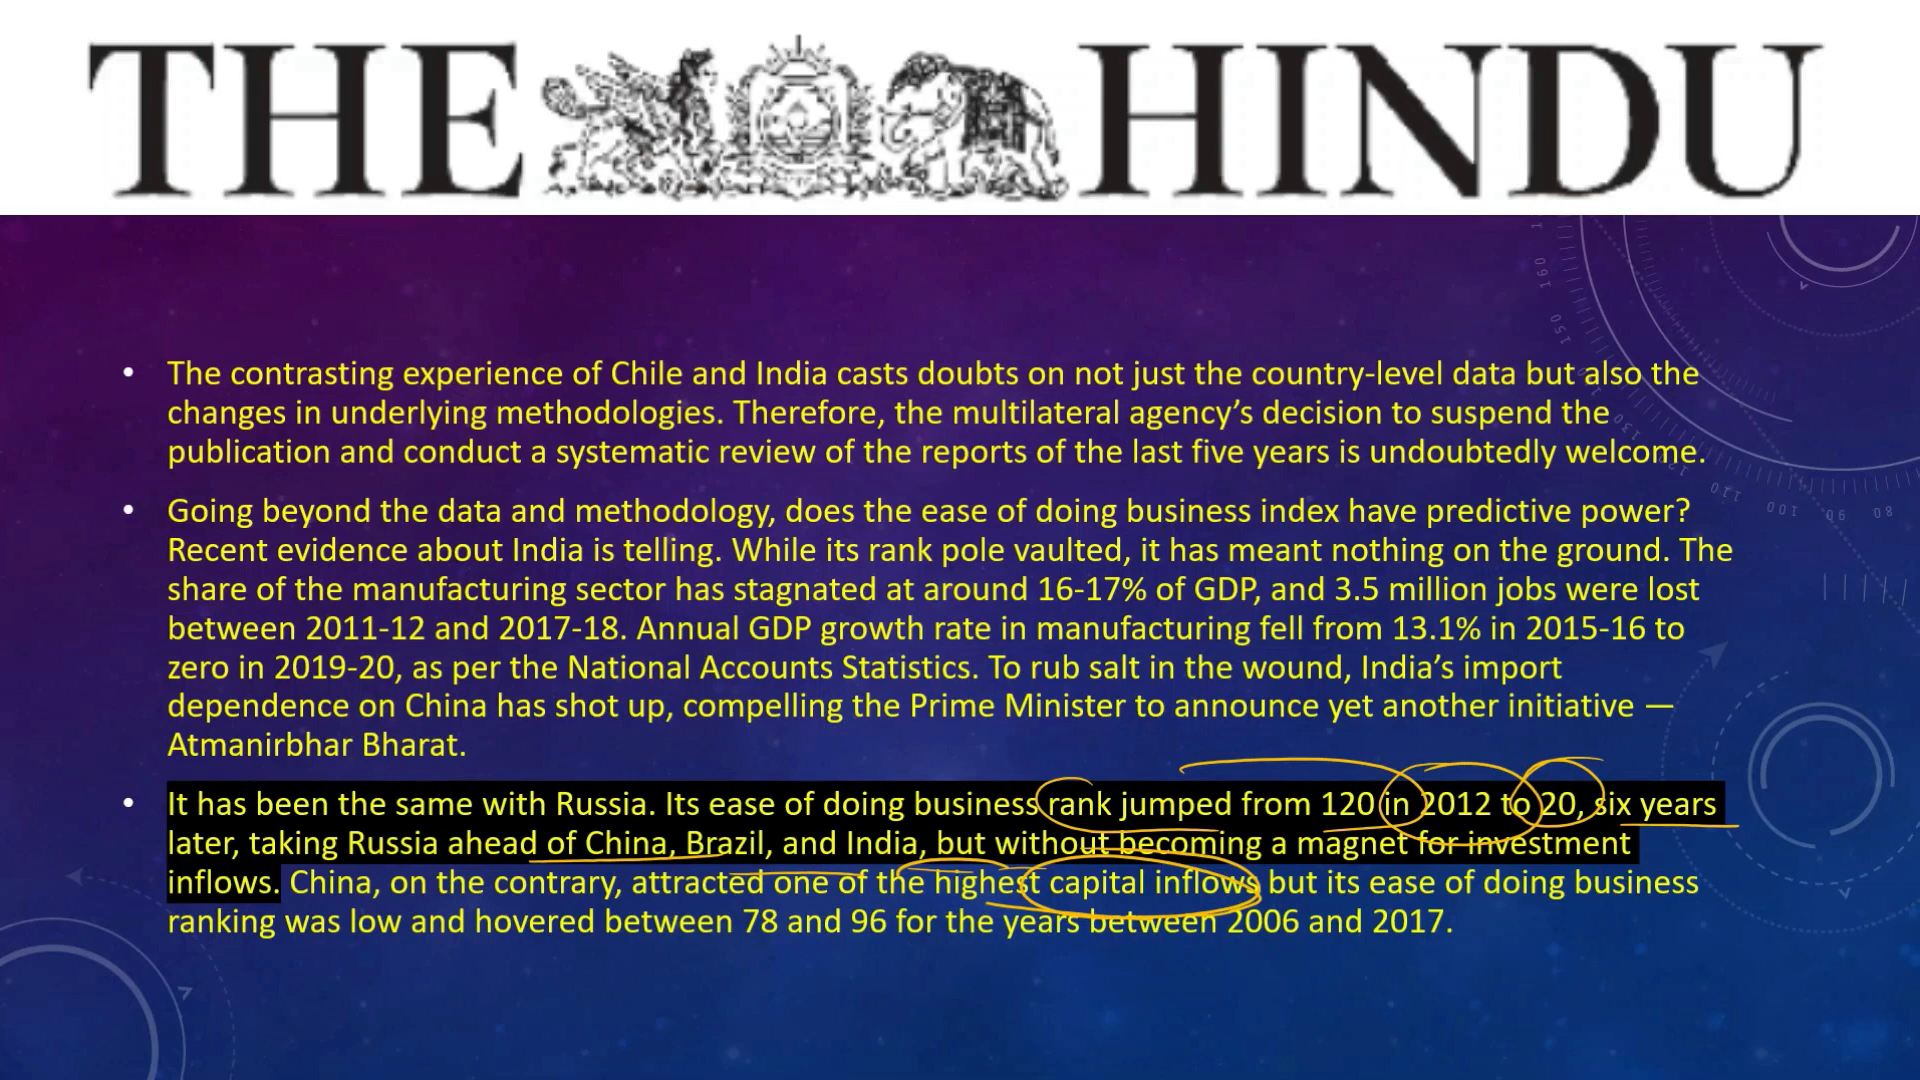 THE HINDU
• The contrasting experience of Chile and India casts doubts on not just the country-level data but also the
changes in underlying methodologies. Therefore, the multilateral agency’s decision to suspend the
publication and conduct a systematic review of the reports of the last five years is undoubtedly welcome.
• Going beyond the data and methodology, does the ease of doing business index have predictive power?
Recent evidence about India is telling. While its rank pole vaulted, it has meant nothing on the ground. The
share of the manufacturing sector has stagnated at around 16-17% of GDP, and 3.5 million jobs were lost
between 2011-12 and 2017-18. Annual GDP growth rate in manufacturing fell from 13.1% in 2015-16 to
zero in 2019-20, as per the National Accounts Statistics. To rub salt in the wound, India’s import
dependence on China has shot up, compelling the Prime Minister to announce yet another initiative —
Atmanirbhar Bharat.
• It has been the same with Russia. Its ease of doing business rank jumped from 120 in 2012 to 20, six years
later, taking Russia ahead of China, Brazil, and India, but without becoming a magnet for investment
inflows. China, on the contrary, attracted one of the highest capital inflows but its ease of doing business
ranking was low and hovered between 78 and 96 for the years between 2006 and 2017.